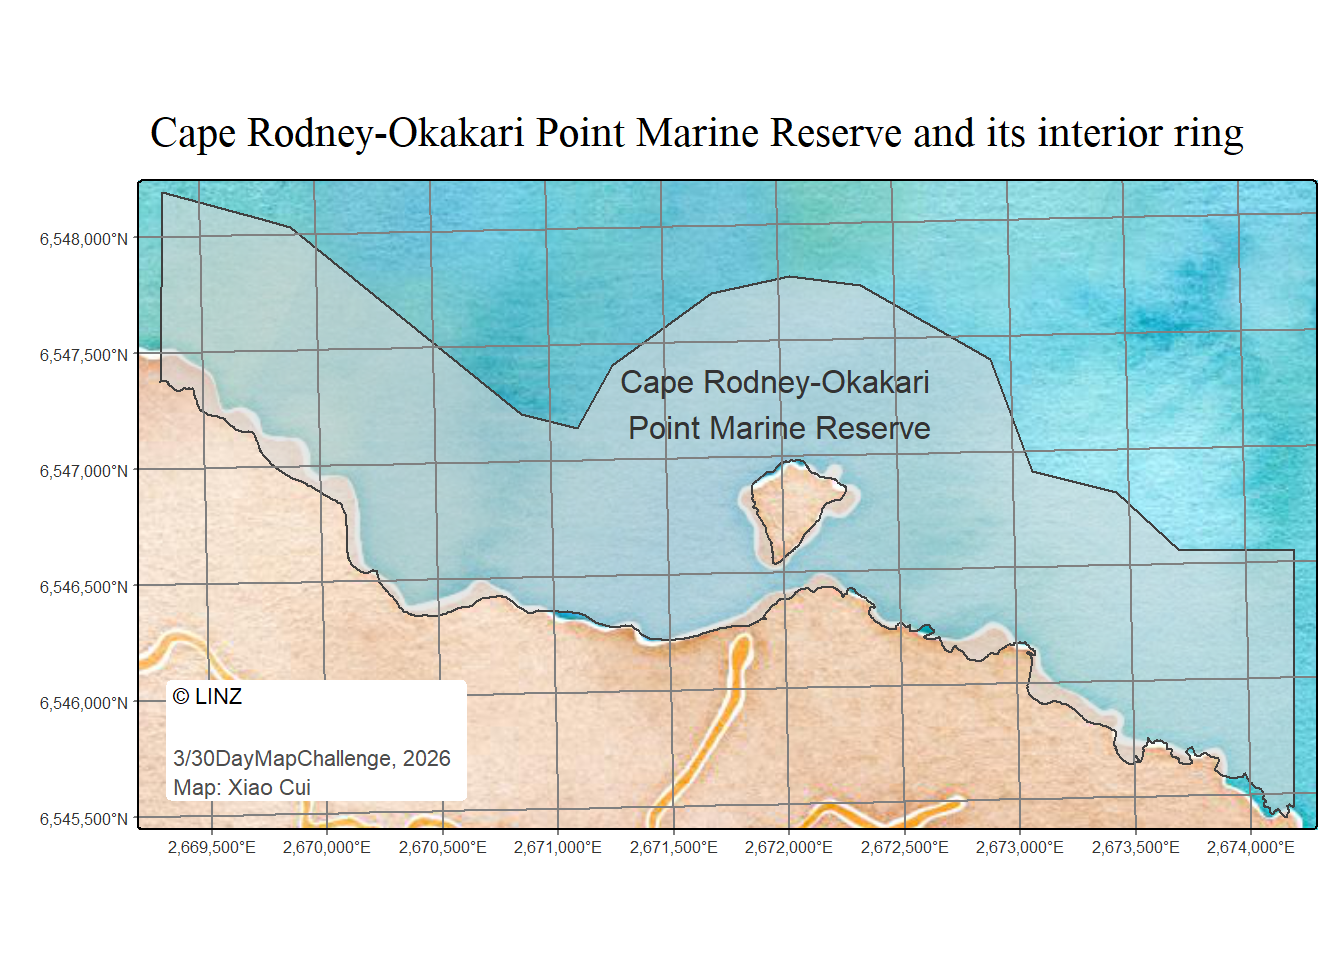 Cape Rodney-Okakari Point Marine Reserve and its interior ring
6,548,000°N
6,547,500°N
Cape Rodney-Okakari
Point Marine Reserve
6,547,000°N
6,546,500°N
6,546,000°N
© LINZ
3/30DayMapChallenge, 2026
Map: Xiao Cui
6,545,500°N
2,669,500°E
2,670,000°E
2,670,500°E
2,671,000°E
2,671,500°E
2,672,000°E
2,672,500°E
2,673,000°E
2,673,500°E
2,674,000°E